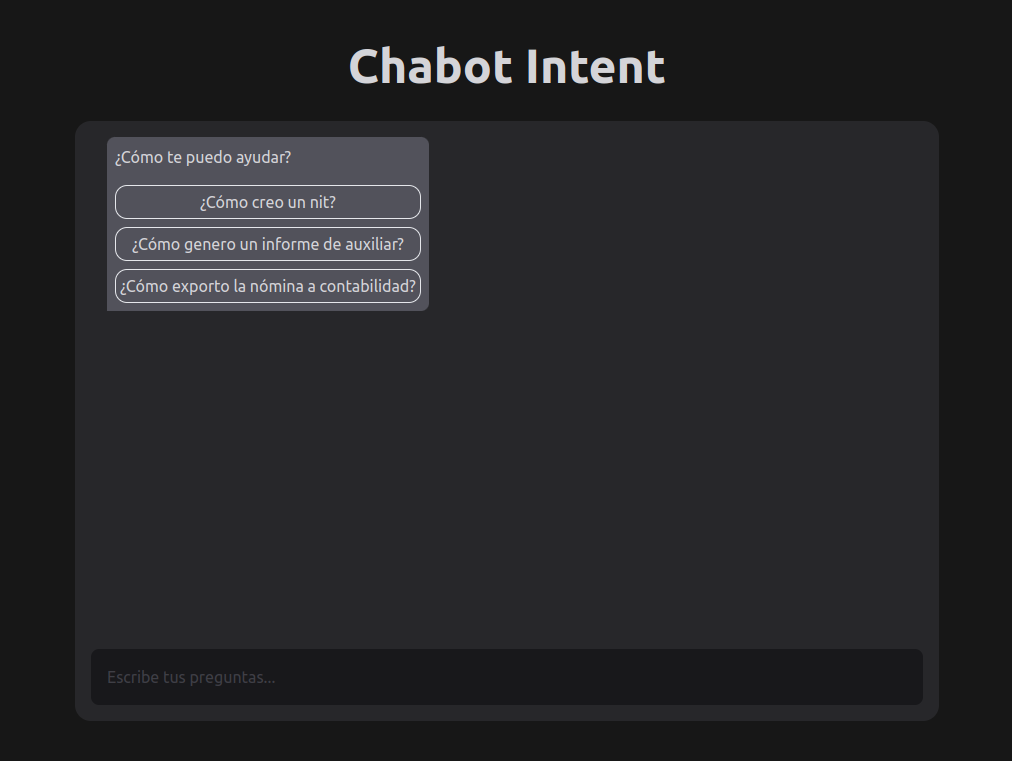 Chabot Intent
¿Cómo te puedo ayudar?
¿Cómo creo un nit?
¿Cómo genero un informe de auxiliar?
¿Cómo exporto la nómina a contabilidad?
Escribe tus preguntas...